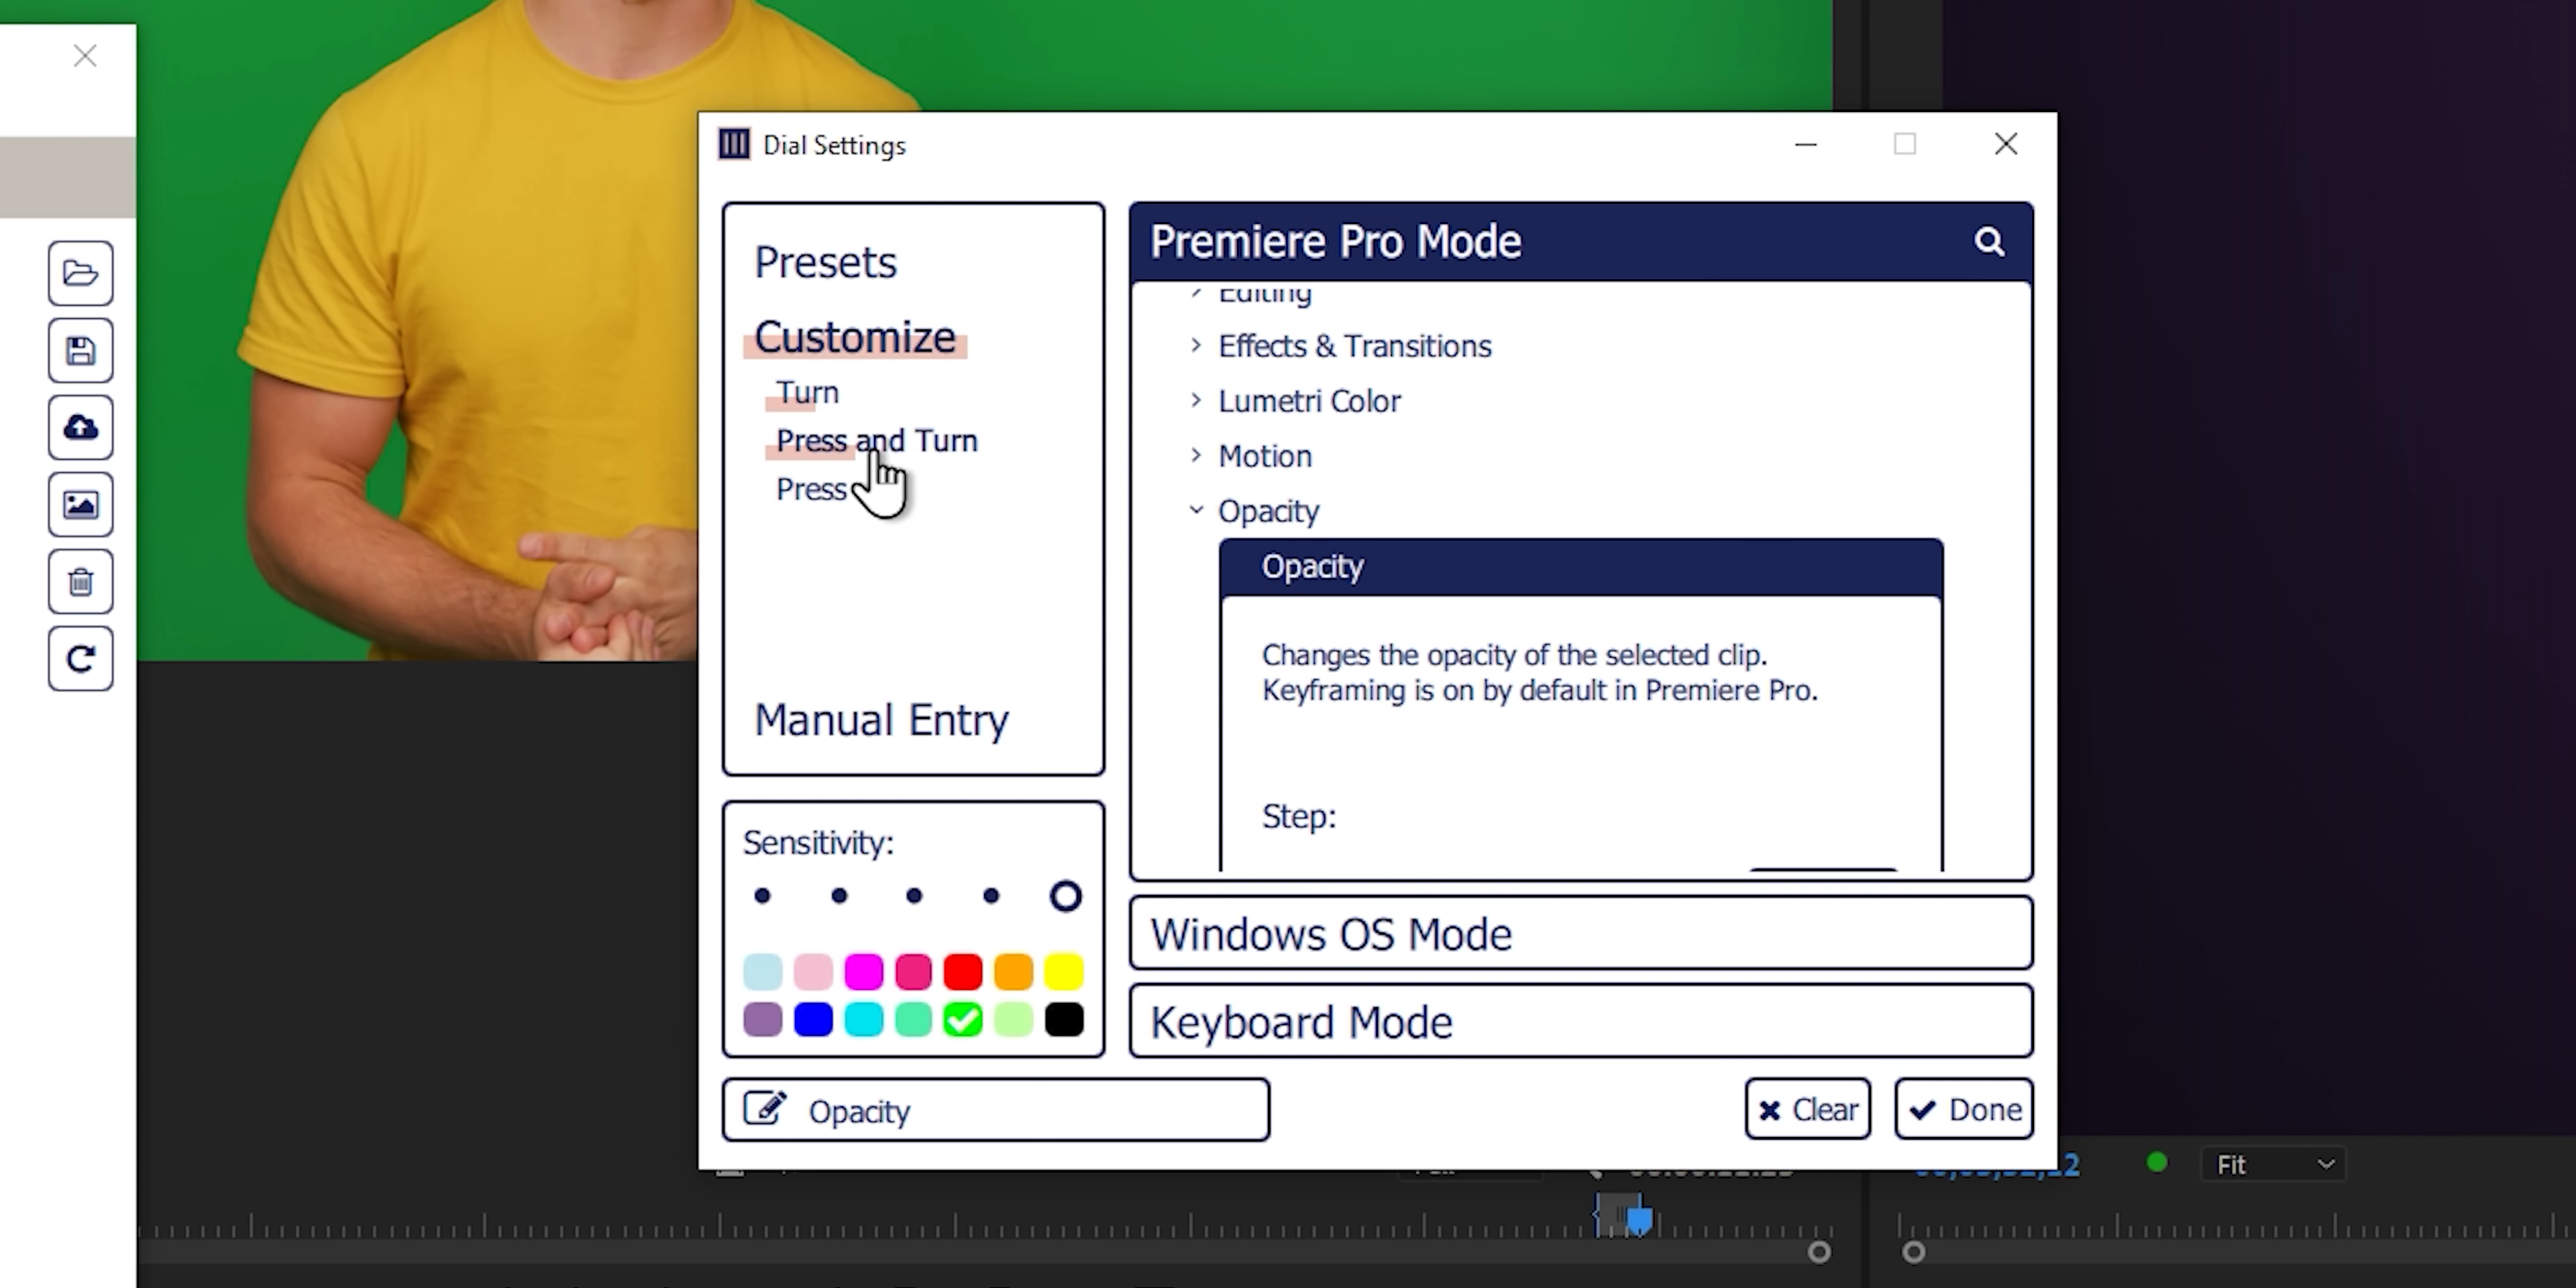 Dial Settings
Presets
Customize
Turn
Press and Turn
Press
Manual Entry
Sensitivity:
Opacity
Premiere Pro Mode
Editing
Effects & Transitions
Lumetri Color
Motion
Opacity
Opacity
Changes the opacity of the selected clip.
Keyframing is on by default in Premiere Pro.
Step:
Windows OS Mode
Keyboard Mode
Clear
Done
Fit